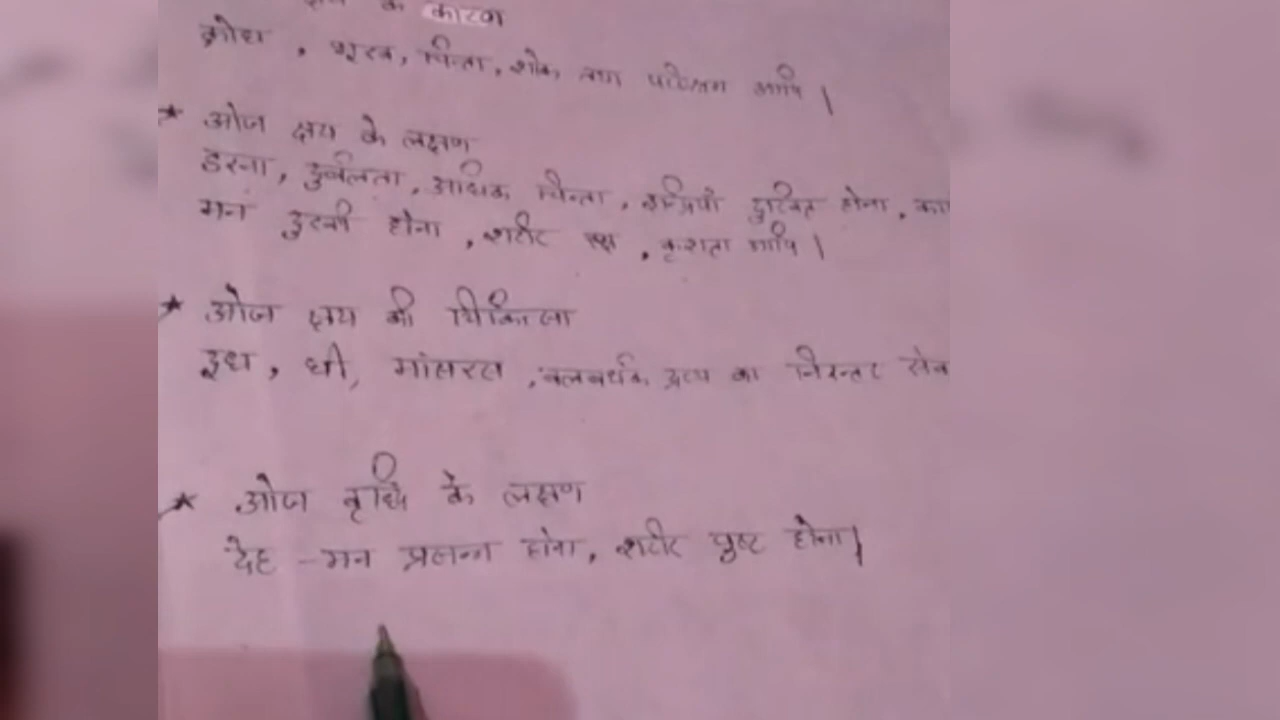 के कारण
क्रोध, भूख, चिन्ता, शोक तथा परिश्रम आदि।
* ओज क्षय के लक्षण
डरना, दुर्बलता, अधिक चिन्ता, इन्द्रियाँ दुखित होना,
मन दुखी होना, शरीर रूक्ष, कृशता आदि।
* ओज क्षय की चिकित्सा
दुध, घी, मांसरस, बलवर्धक द्रव्य का निरन्तर सेव
* ओज वृद्धि के लक्षण
देह - मन प्रसन्न होना, शरीर पुष्ट होना।